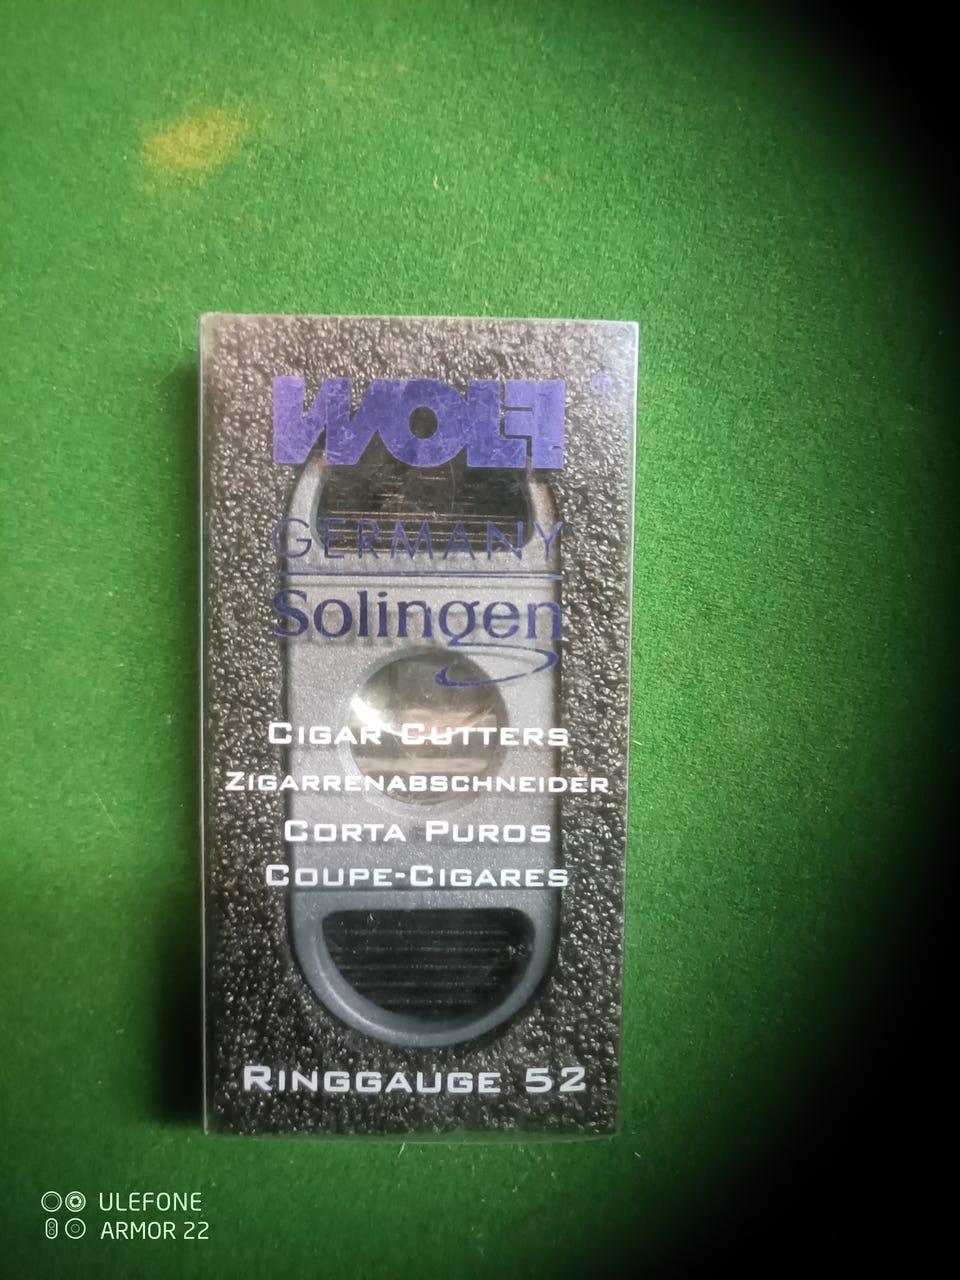 WOLF ®
GERMANY
Solingen
CIGAR CUTTERS
ZIGARRENABSCHNEIDER
CORTA PUROS
COUPE-CIGARES
RINGGAUGE 52
ULEFONE
ARMOR 22